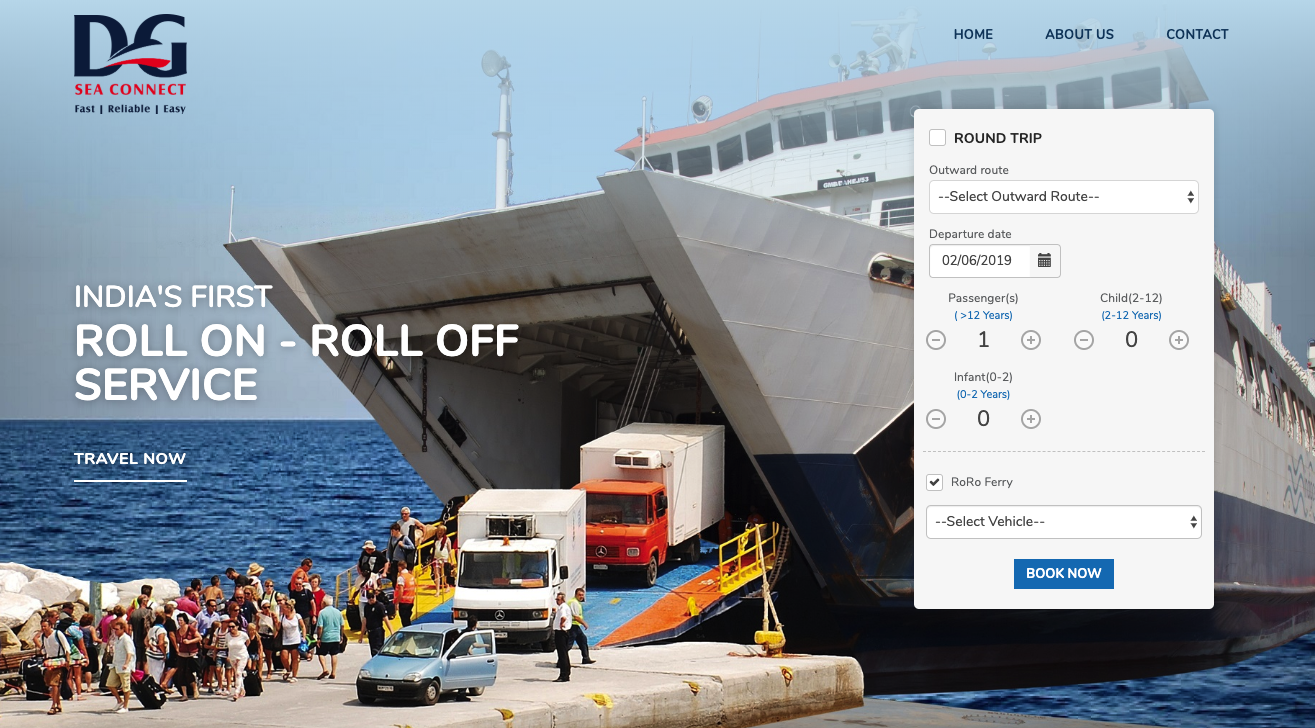 DG
SEA CONNECT
Fast | Reliable | Easy
HOME
ABOUT US
CONTACT
INDIA'S FIRST
ROLL ON - ROLL OFF
SERVICE
TRAVEL NOW
ROUND TRIP
Outward route
--Select Outward Route--
Departure date
02/06/2019
Passenger(s)
( >12 Years)
1
Child(2-12)
(2-12 Years)
0
Infant(0-2)
(0-2 Years)
0
RoRo Ferry
--Select Vehicle--
BOOK NOW